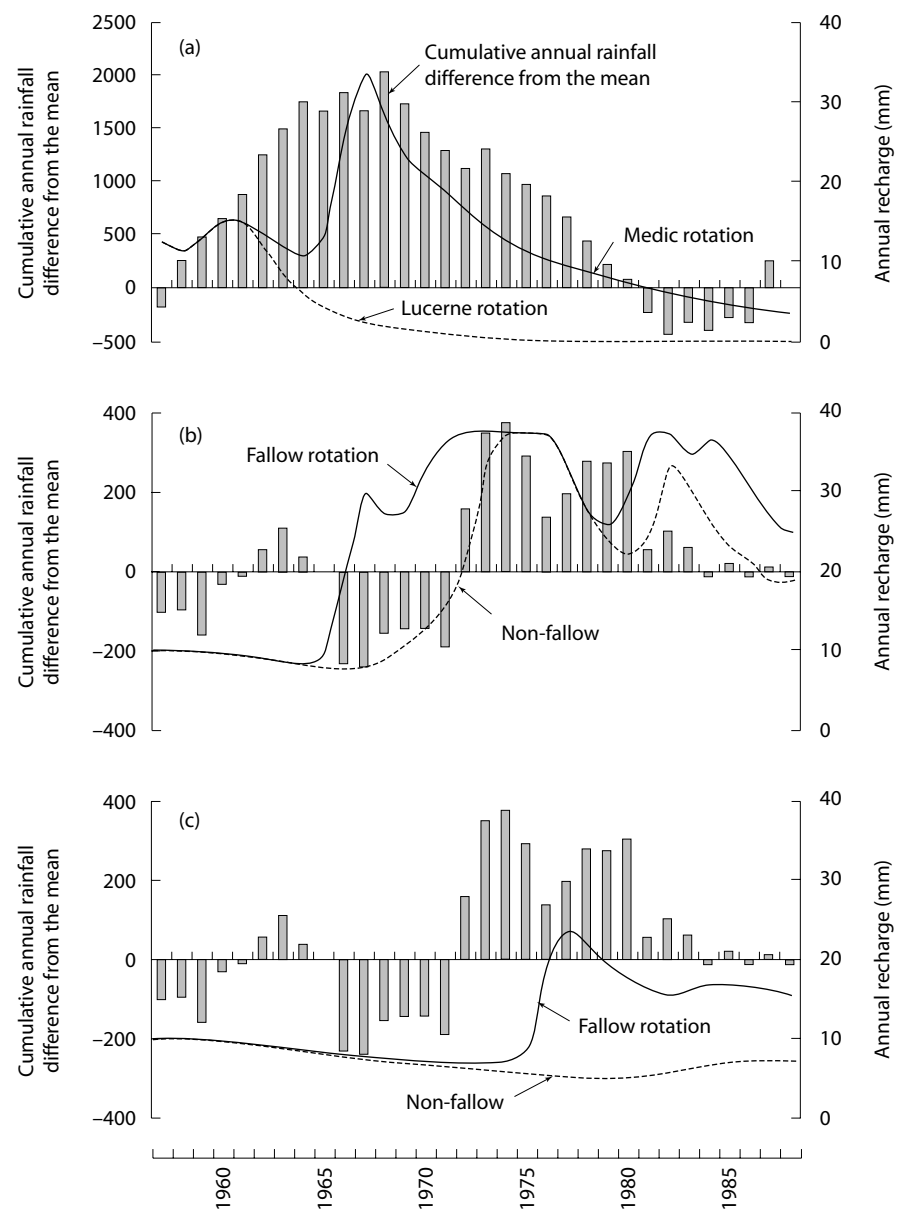 2500
2000
1500
1000
500
0
−500
Cumulative annual rainfall
difference from the mean
(a)
Cumulative annual rainfall
difference from the mean
Medic rotation
Lucerne rotation
40
30
20
10
0
Annual recharge (mm)
400
200
0
−200
−400
Cumulative annual rainfall
difference from the mean
(b)
Fallow rotation
Non-fallow
40
30
20
10
0
Annual recharge (mm)
400
200
0
−200
−400
Cumulative annual rainfall
difference from the mean
(c)
Fallow rotation
Non-fallow
40
30
20
10
0
Annual recharge (mm)
1960
1965
1970
1975
1980
1985